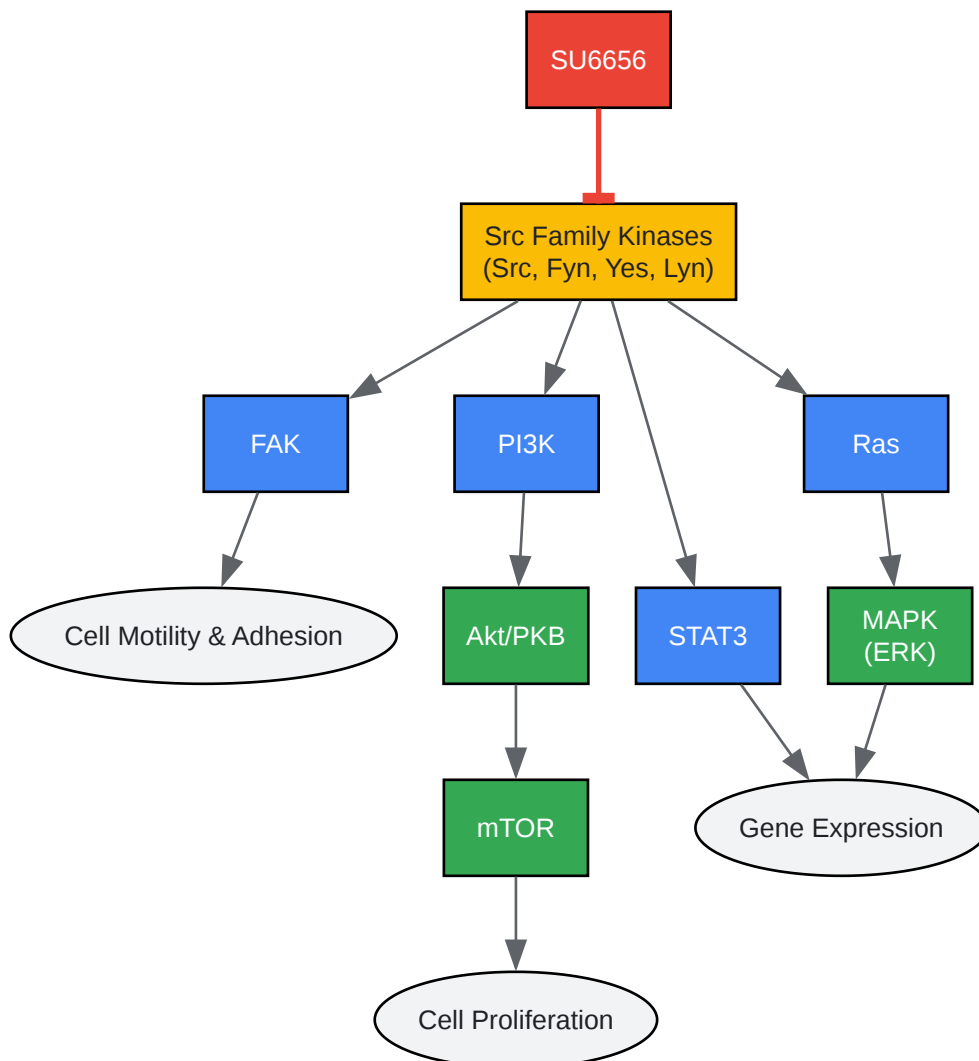 SU6656
Src Family Kinases
(Src, Fyn, Yes, Lyn)
FAK
PI3K
Ras
Cell Motility & Adhesion
Akt/PKB
STAT3
MAPK
(ERK)
mTOR
Gene Expression
Cell Proliferation